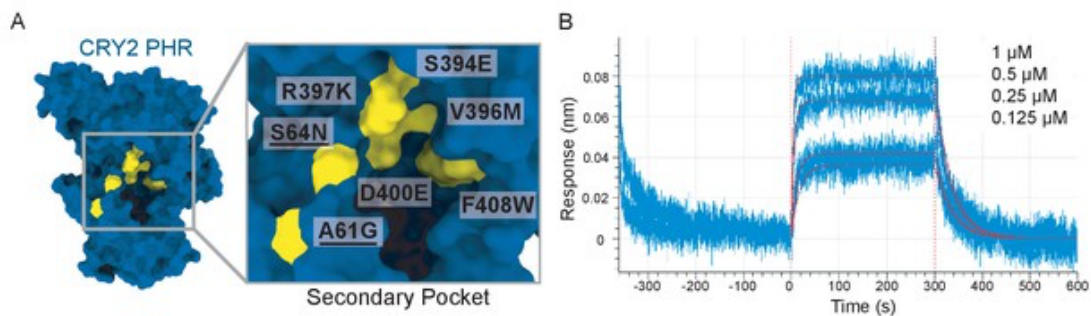 A
CRY2 PHR
S394E
R397K
V396M
S64N
D400E
F408W
A61G
Secondary Pocket
B
1 µM
0.5 µM
0.25 µM
0.125 µM
0.08
0.06
0.04
0.02
0
Response (nm)
-300 -200 -100 0 100 200 300 400 500 600
Time (s)